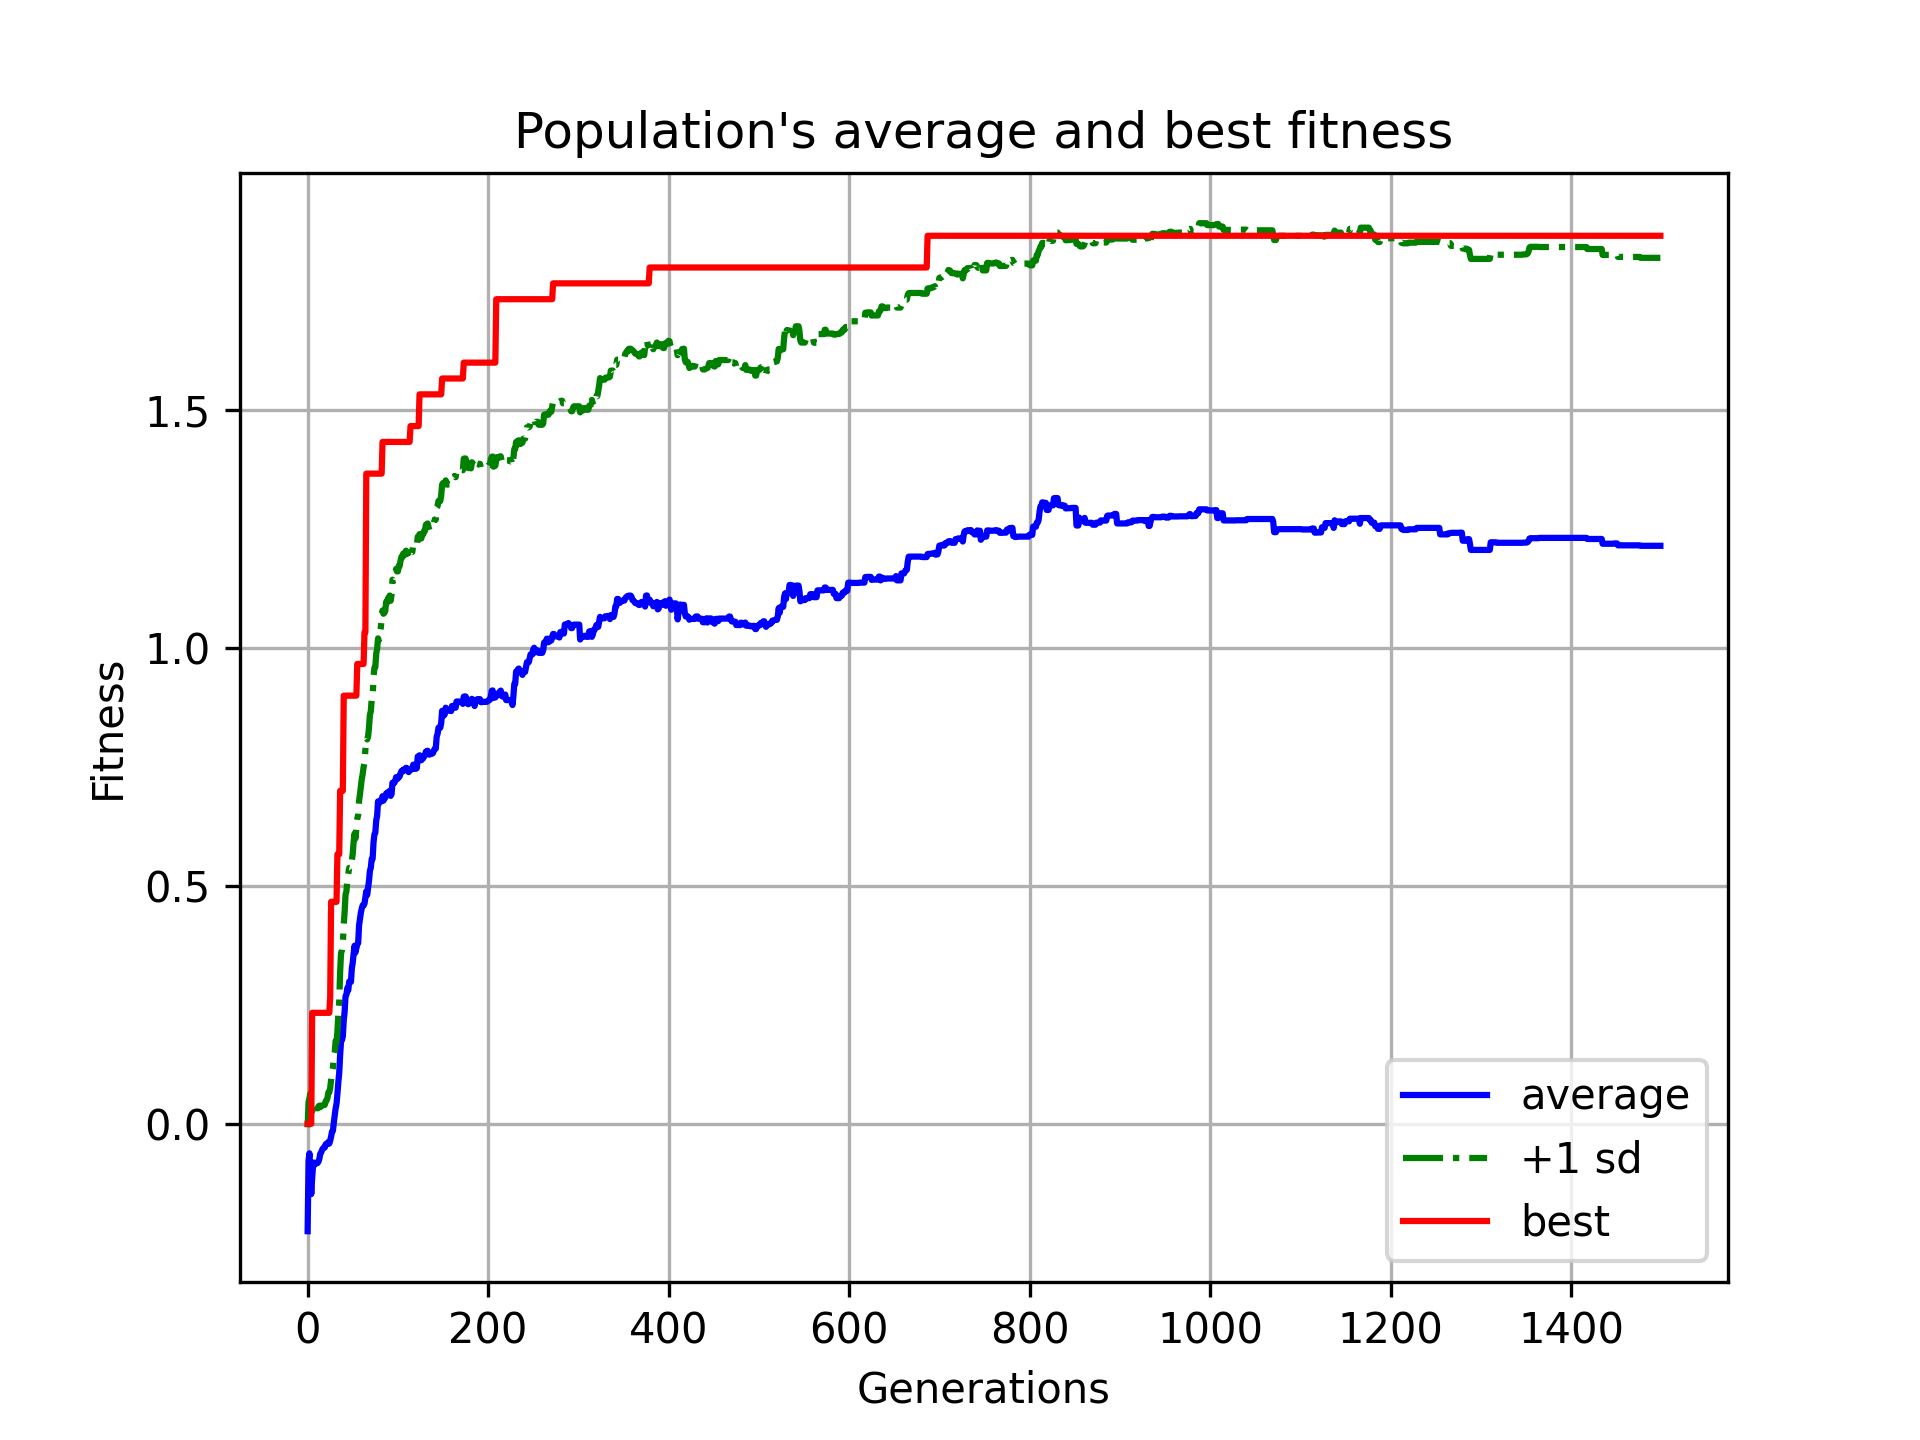 Population's average and best fitness
Fitness
1.5
1.0
0.5
0.0
average
+1 sd
best
0 200 400 600 800 1000 1200 1400
Generations